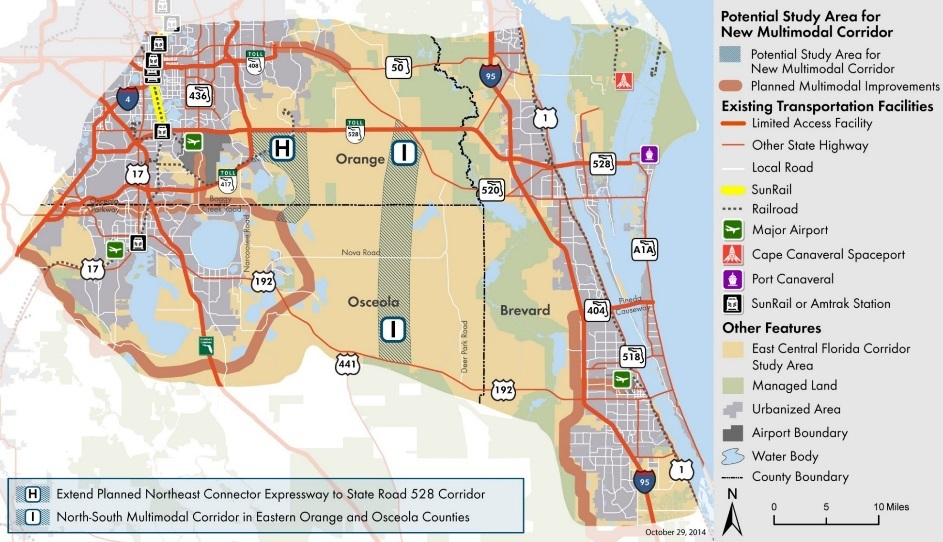 TOLL
408
50
436
95
4
1
TOLL
528
H
Orange
I
528
17
TOLL
417
520
Osceola
Parkway
Boggy
Creek Road
Narcoossee Road
A1A
Nova Road
17
192
Osceola
Brevard
404
Pineda
Causeway
I
Deer Park Road
518
441
192
1
95
H Extend Planned Northeast Connector Expressway to State Road 528 Corridor
I North-South Multimodal Corridor in Eastern Orange and Osceola Counties
October 29, 2014
Potential Study Area for
New Multimodal Corridor
Potential Study Area for
New Multimodal Corridor
Planned Multimodal Improvements
Existing Transportation Facilities
Limited Access Facility
Other State Highway
Local Road
SunRail
Railroad
Major Airport
Cape Canaveral Spaceport
Port Canaveral
SunRail or Amtrak Station
Other Features
East Central Florida Corridor
Study Area
Managed Land
Urbanized Area
Airport Boundary
Water Body
County Boundary
N
0 5 10 Miles